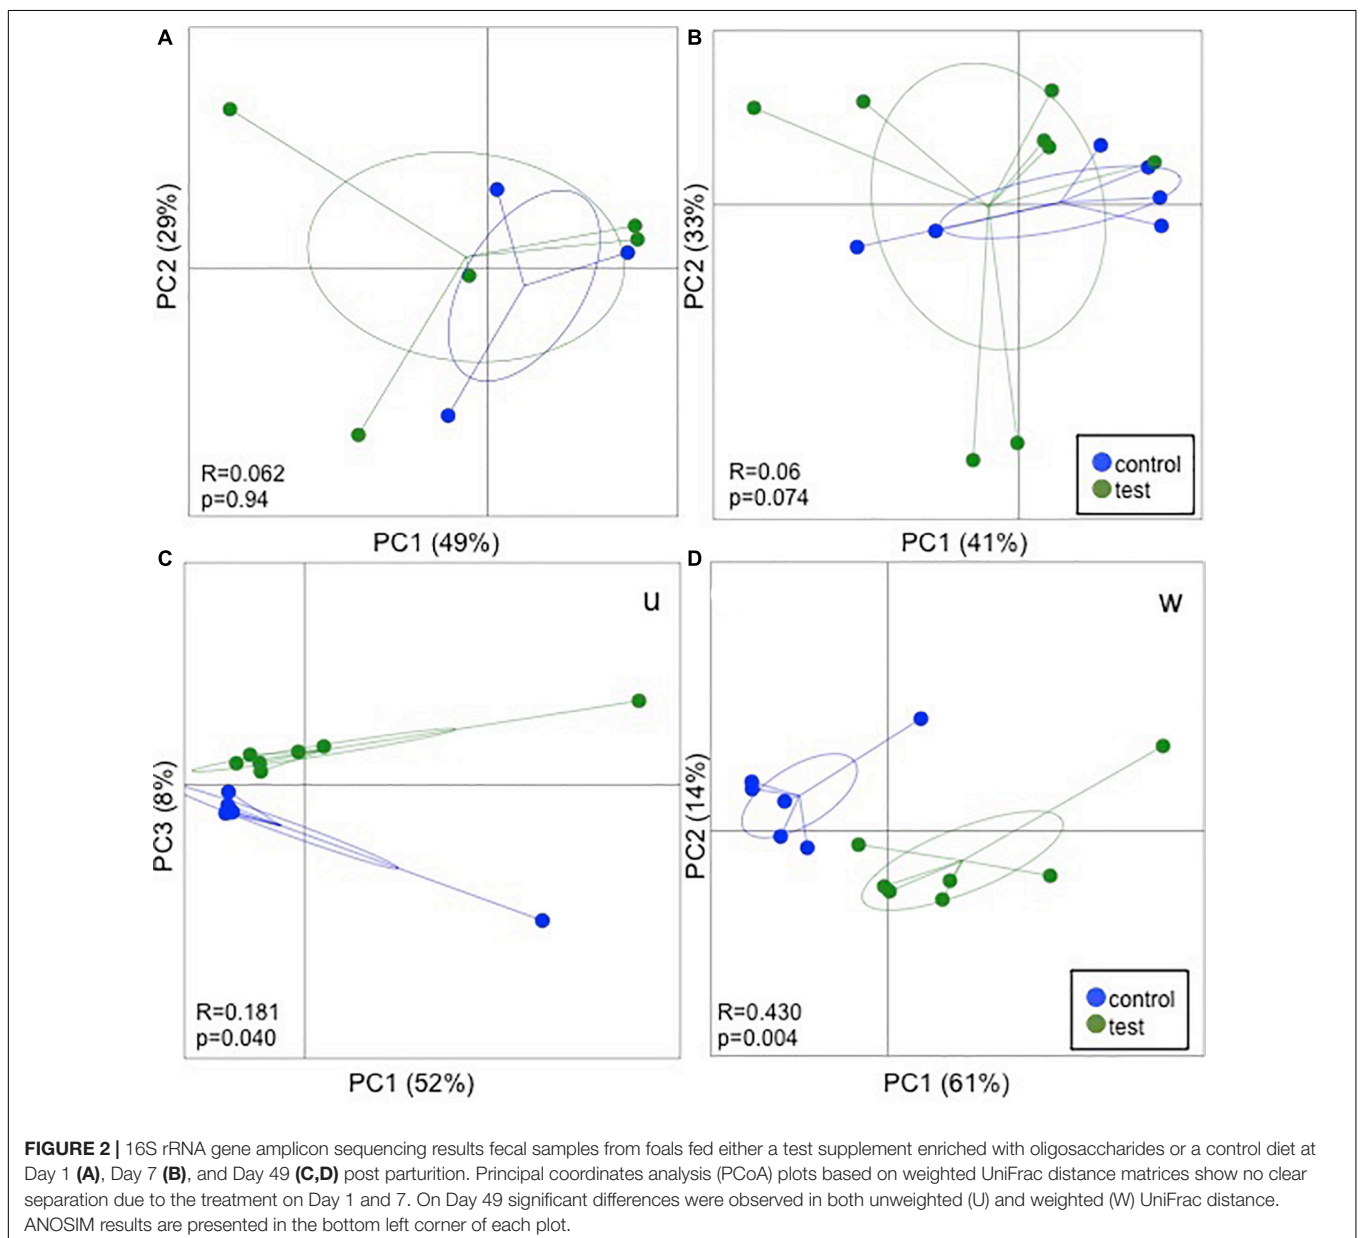 A
PC2 (29%)
R=0.062
p=0.94
PC1 (49%)
B
PC2 (33%)
R=0.06
p=0.074
control
test
PC1 (41%)
C
u
PC3 (8%)
R=0.181
p=0.040
PC1 (52%)
D
w
PC2 (14%)
R=0.430
p=0.004
control
test
PC1 (61%)
FIGURE 2 | 16S rRNA gene amplicon sequencing results fecal samples from foals fed either a test supplement enriched with oligosaccharides or a control diet at
Day 1 (A), Day 7 (B), and Day 49 (C,D) post parturition. Principal coordinates analysis (PCoA) plots based on weighted UniFrac distance matrices show no clear
separation due to the treatment on Day 1 and 7. On Day 49 significant differences were observed in both unweighted (U) and weighted (W) UniFrac distance.
ANOSIM results are presented in the bottom left corner of each plot.